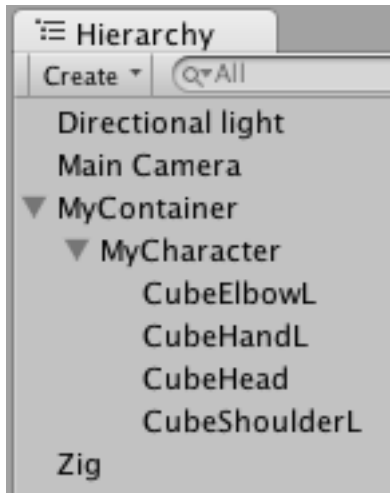 Hierarchy
Create All
Directional light
Main Camera
MyContainer
MyCharacter
CubeElbowL
CubeHandL
CubeHead
CubeShoulderL
Zig